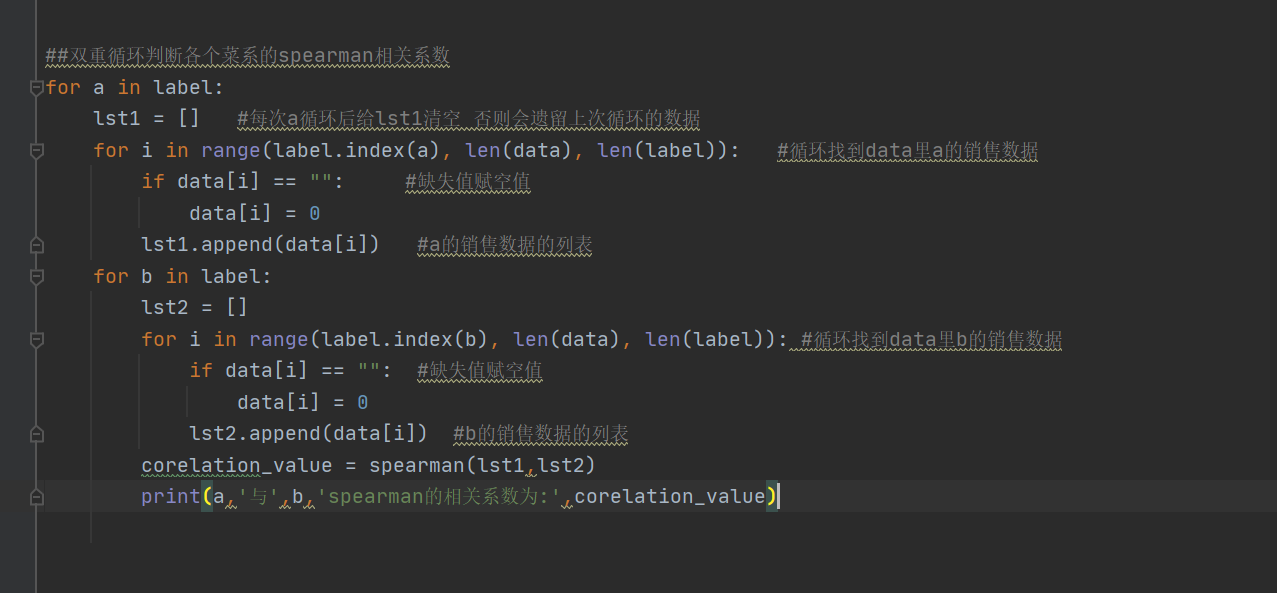 ##双重循环判断各个菜系的spearman相关系数
for a in label:
    lst1 = []   #每次a循环后给lst1清空 否则会遗留上次循环的数据
    for i in range(label.index(a), len(data), len(label)):   #循环找到data里a的销售数据
        if data[i] == "":     #缺失值赋空值
            data[i] = 0
        lst1.append(data[i])   #a的销售数据的列表
    for b in label:
        lst2 = []
        for i in range(label.index(b), len(data), len(label)): #循环找到data里b的销售数据
            if data[i] == "":  #缺失值赋空值
                data[i] = 0
            lst2.append(data[i])  #b的销售数据的列表
        corelation_value = spearman(lst1,lst2)
        print(a,'与',b,'spearman的相关系数为:',corelation_value)